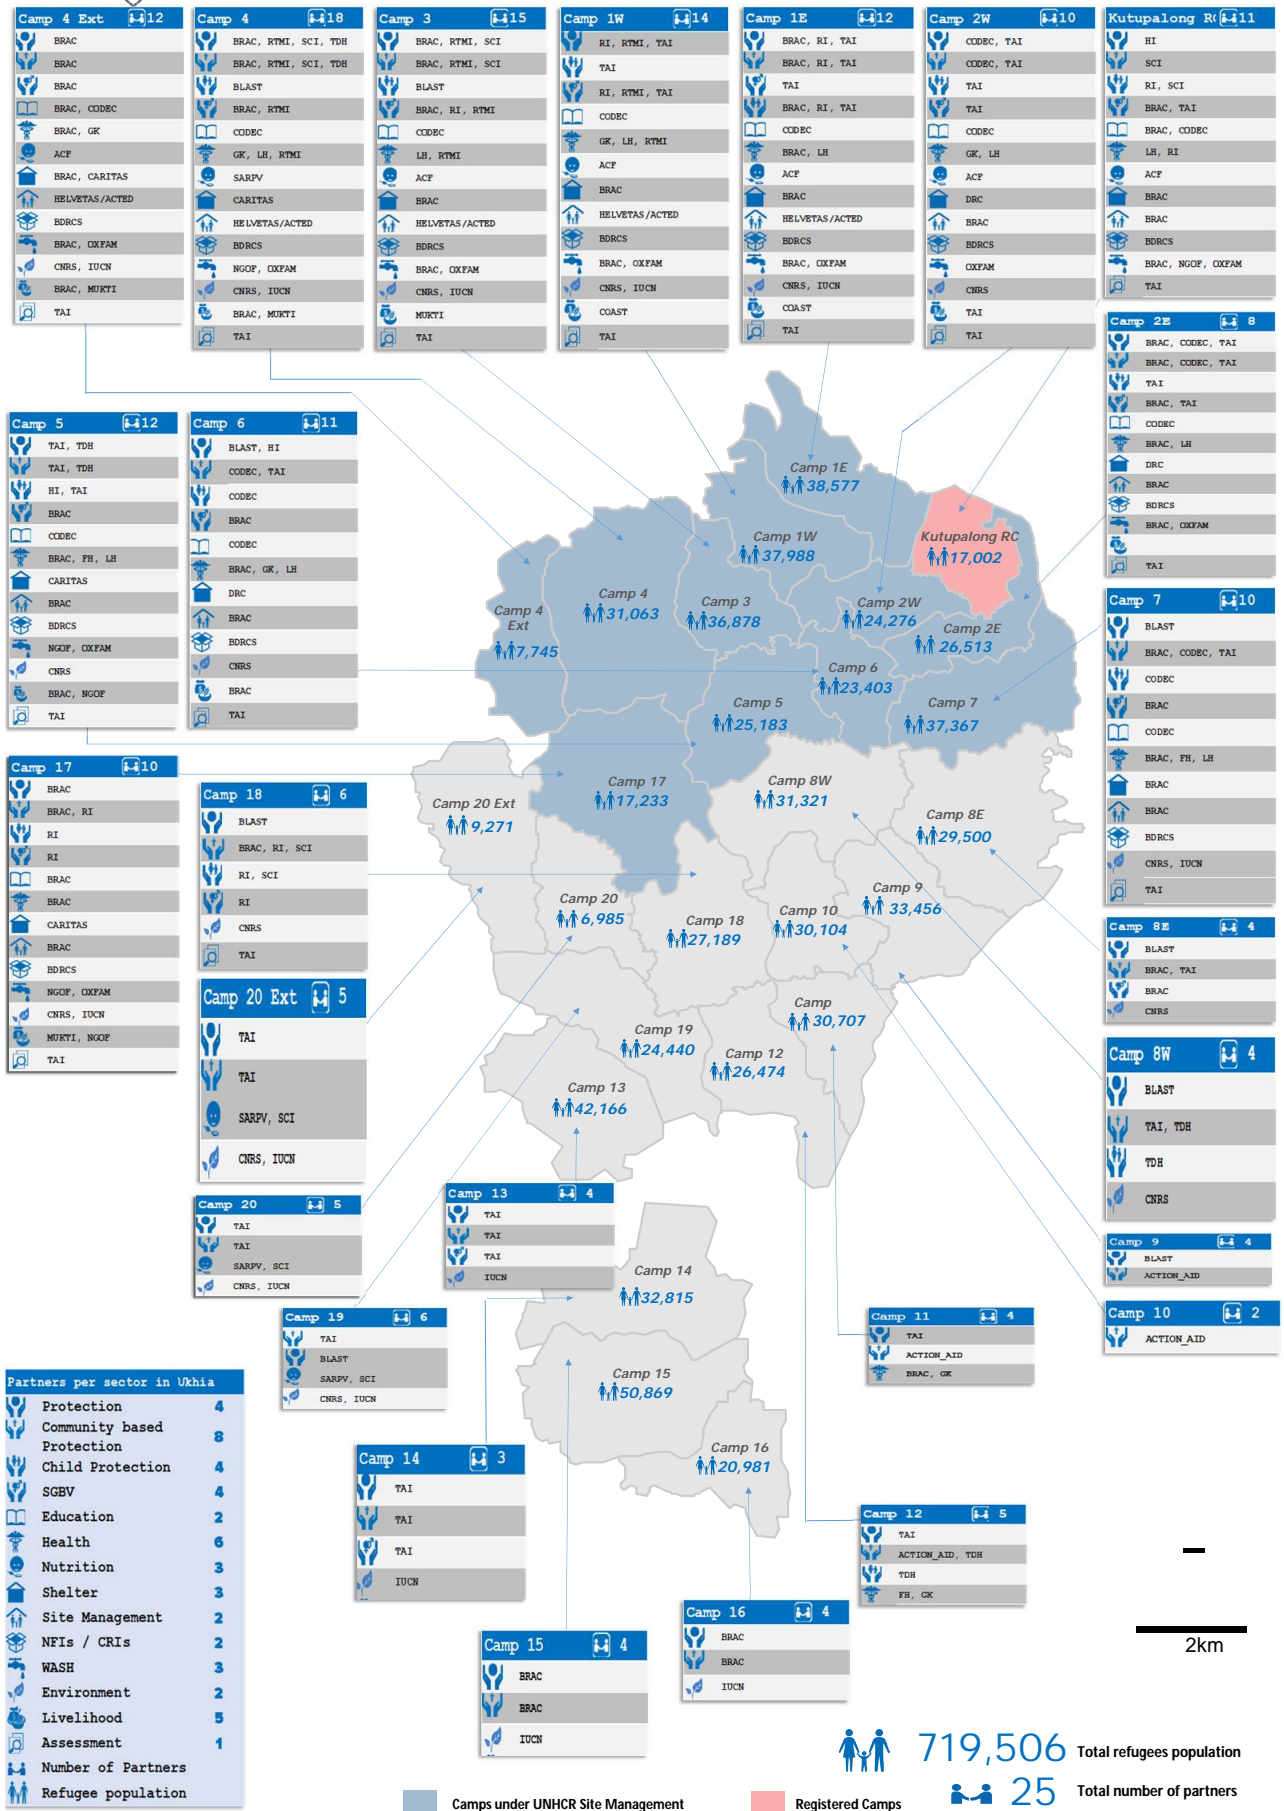 Camp 4 Ext 12
BRAC
BRAC
BRAC
BRAC, CODEC
BRAC, GK
ACF
BRAC, CARITAS
HELVETAS/ACTED
BDRCS
BRAC, OXFAM
CNRS, IUCN
BRAC, MUKTI
TAI
Camp 4 18
BRAC, RTMI, SCI, TDH
BRAC, RTMI, SCI, TDH
BLAST
BRAC, RTMI
CODEC
GK, LH, RTMI
SARPV
CARITAS
HELVETAS/ACTED
BDRCS
NGOF, OXFAM
CNRS, IUCN
BRAC, MUKTI
TAI
Camp 3 15
BRAC, RTMI, SCI
BRAC, RTMI, SCI
BLAST
BRAC, RI, RTMI
CODEC
LH, RTMI
ACF
BRAC
HELVETAS/ACTED
BDRCS
BRAC, OXFAM
CNRS, IUCN
MUKTI
TAI
Camp 1W 14
RI, RTMI, TAI
TAI
RI, RTMI, TAI
CODEC
GK, LH, RTMI
ACF
BRAC
HELVETAS/ACTED
BDRCS
BRAC, OXFAM
CNRS, IUCN
COAST
TAI
Camp 1E 12
BRAC, RI, TAI
BRAC, RI, TAI
TAI
BRAC, RI, TAI
CODEC
BRAC, LH
ACF
BRAC
HELVETAS/ACTED
BDRCS
BRAC, OXFAM
CNRS, IUCN
COAST
TAI
Camp 2W 10
CODEC, TAI
CODEC, TAI
TAI
TAI
CODEC
GK, LH
ACF
DRC
BRAC
BDRCS
OXFAM
CNRS
TAI
TAI
Kutupalong R 11
HI
SCI
RI, SCI
BRAC, TAI
BRAC, CODEC
LH, RI
ACF
BRAC
BRAC
BDRCS
BRAC, NGOF, OXFAM
TAI
Camp 2E 8
BRAC, CODEC, TAI
BRAC, CODEC, TAI
TAI
BRAC, TAI
CODEC
BRAC, LH
DRC
BRAC
BDRCS
BRAC, OXFAM
TAI
Camp 5 12
TAI, TDH
TAI, TDH
HI, TAI
BRAC
CODEC
BRAC, FH, LH
CARITAS
BRAC
BDRCS
NGOF, OXFAM
CNRS
BRAC, NGOF
TAI
Camp 6 11
BLAST, HI
CODEC, TAI
CODEC
BRAC
CODEC
BRAC, GK, LH
DRC
BRAC
BDRCS
CNRS
BRAC
TAI
Camp 7 10
BLAST
BRAC, CODEC, TAI
CODEC
BRAC
CODEC
BRAC, FH, LH
BRAC
BRAC
BDRCS
CNRS, IUCN
TAI
Camp 17 10
BRAC
BRAC, RI
RI
RI
BRAC
BRAC
CARITAS
BRAC
BDRCS
NGOF, OXFAM
CNRS, IUCN
MUKTI, NGOF
TAI
Camp 18 6
BLAST
BRAC, RI, SCI
RI, SCI
RI
CNRS
TAI
Camp 20 Ext 5
TAI
TAI
SARPV, SCI
CNRS, IUCN
Camp 20 5
TAI
TAI
SARPV, SCI
CNRS, IUCN
Camp 19 6
TAI
BLAST
SARPV, SCI
CNRS, IUCN
Camp 13 4
TAI
TAI
TAI
IUCN
Camp 14 3
TAI
TAI
TAI
IUCN
Camp 15 4
BRAC
BRAC
IUCN
Camp 16 4
BRAC
BRAC
IUCN
Camp 12 5
TAI
ACTION_AID, TDH
TDH
FH, GK
Camp 11 4
TAI
ACTION_AID
BRAC, GK
Camp 8E 4
BLAST
BRAC, TAI
BRAC
CNRS
Camp 8W 4
BLAST
TAI, TDH
TDH
CNRS
Camp 9 4
BLAST
ACTION_AID
Camp 10 2
ACTION_AID
Camp 1E
38,577
Camp 1W
37,988
Kutupalong RC
17,002
Camp 4
31,063
Camp 3
36,878
Camp 2W
24,276
Camp 4
Ext
7,745
Camp 2E
26,513
Camp 6
23,403
Camp 5
25,183
Camp 7
37,367
Camp 17
17,233
Camp 8W
31,321
Camp 20 Ext
9,271
Camp 8E
29,500
Camp 20
6,985
Camp 18
27,189
Camp 10
30,104
Camp 9
33,456
Camp
30,707
Camp 19
24,440
Camp 12
26,474
Camp 13
42,166
Camp 14
32,815
Camp 15
50,869
Camp 16
20,981
Partners per sector in Ukhia
Protection 4
Community based
Protection 8
Child Protection 4
SGBV 4
Education 2
Health 6
Nutrition 3
Shelter 3
Site Management 2
NFIs / CRIs 2
WASH 3
Environment 2
Livelihood 5
Assessment 1
Number of Partners
Refugee population
2km
719,506 Total refugees population
25 Total number of partners
Camps under UNHCR Site Management
Registered Camps